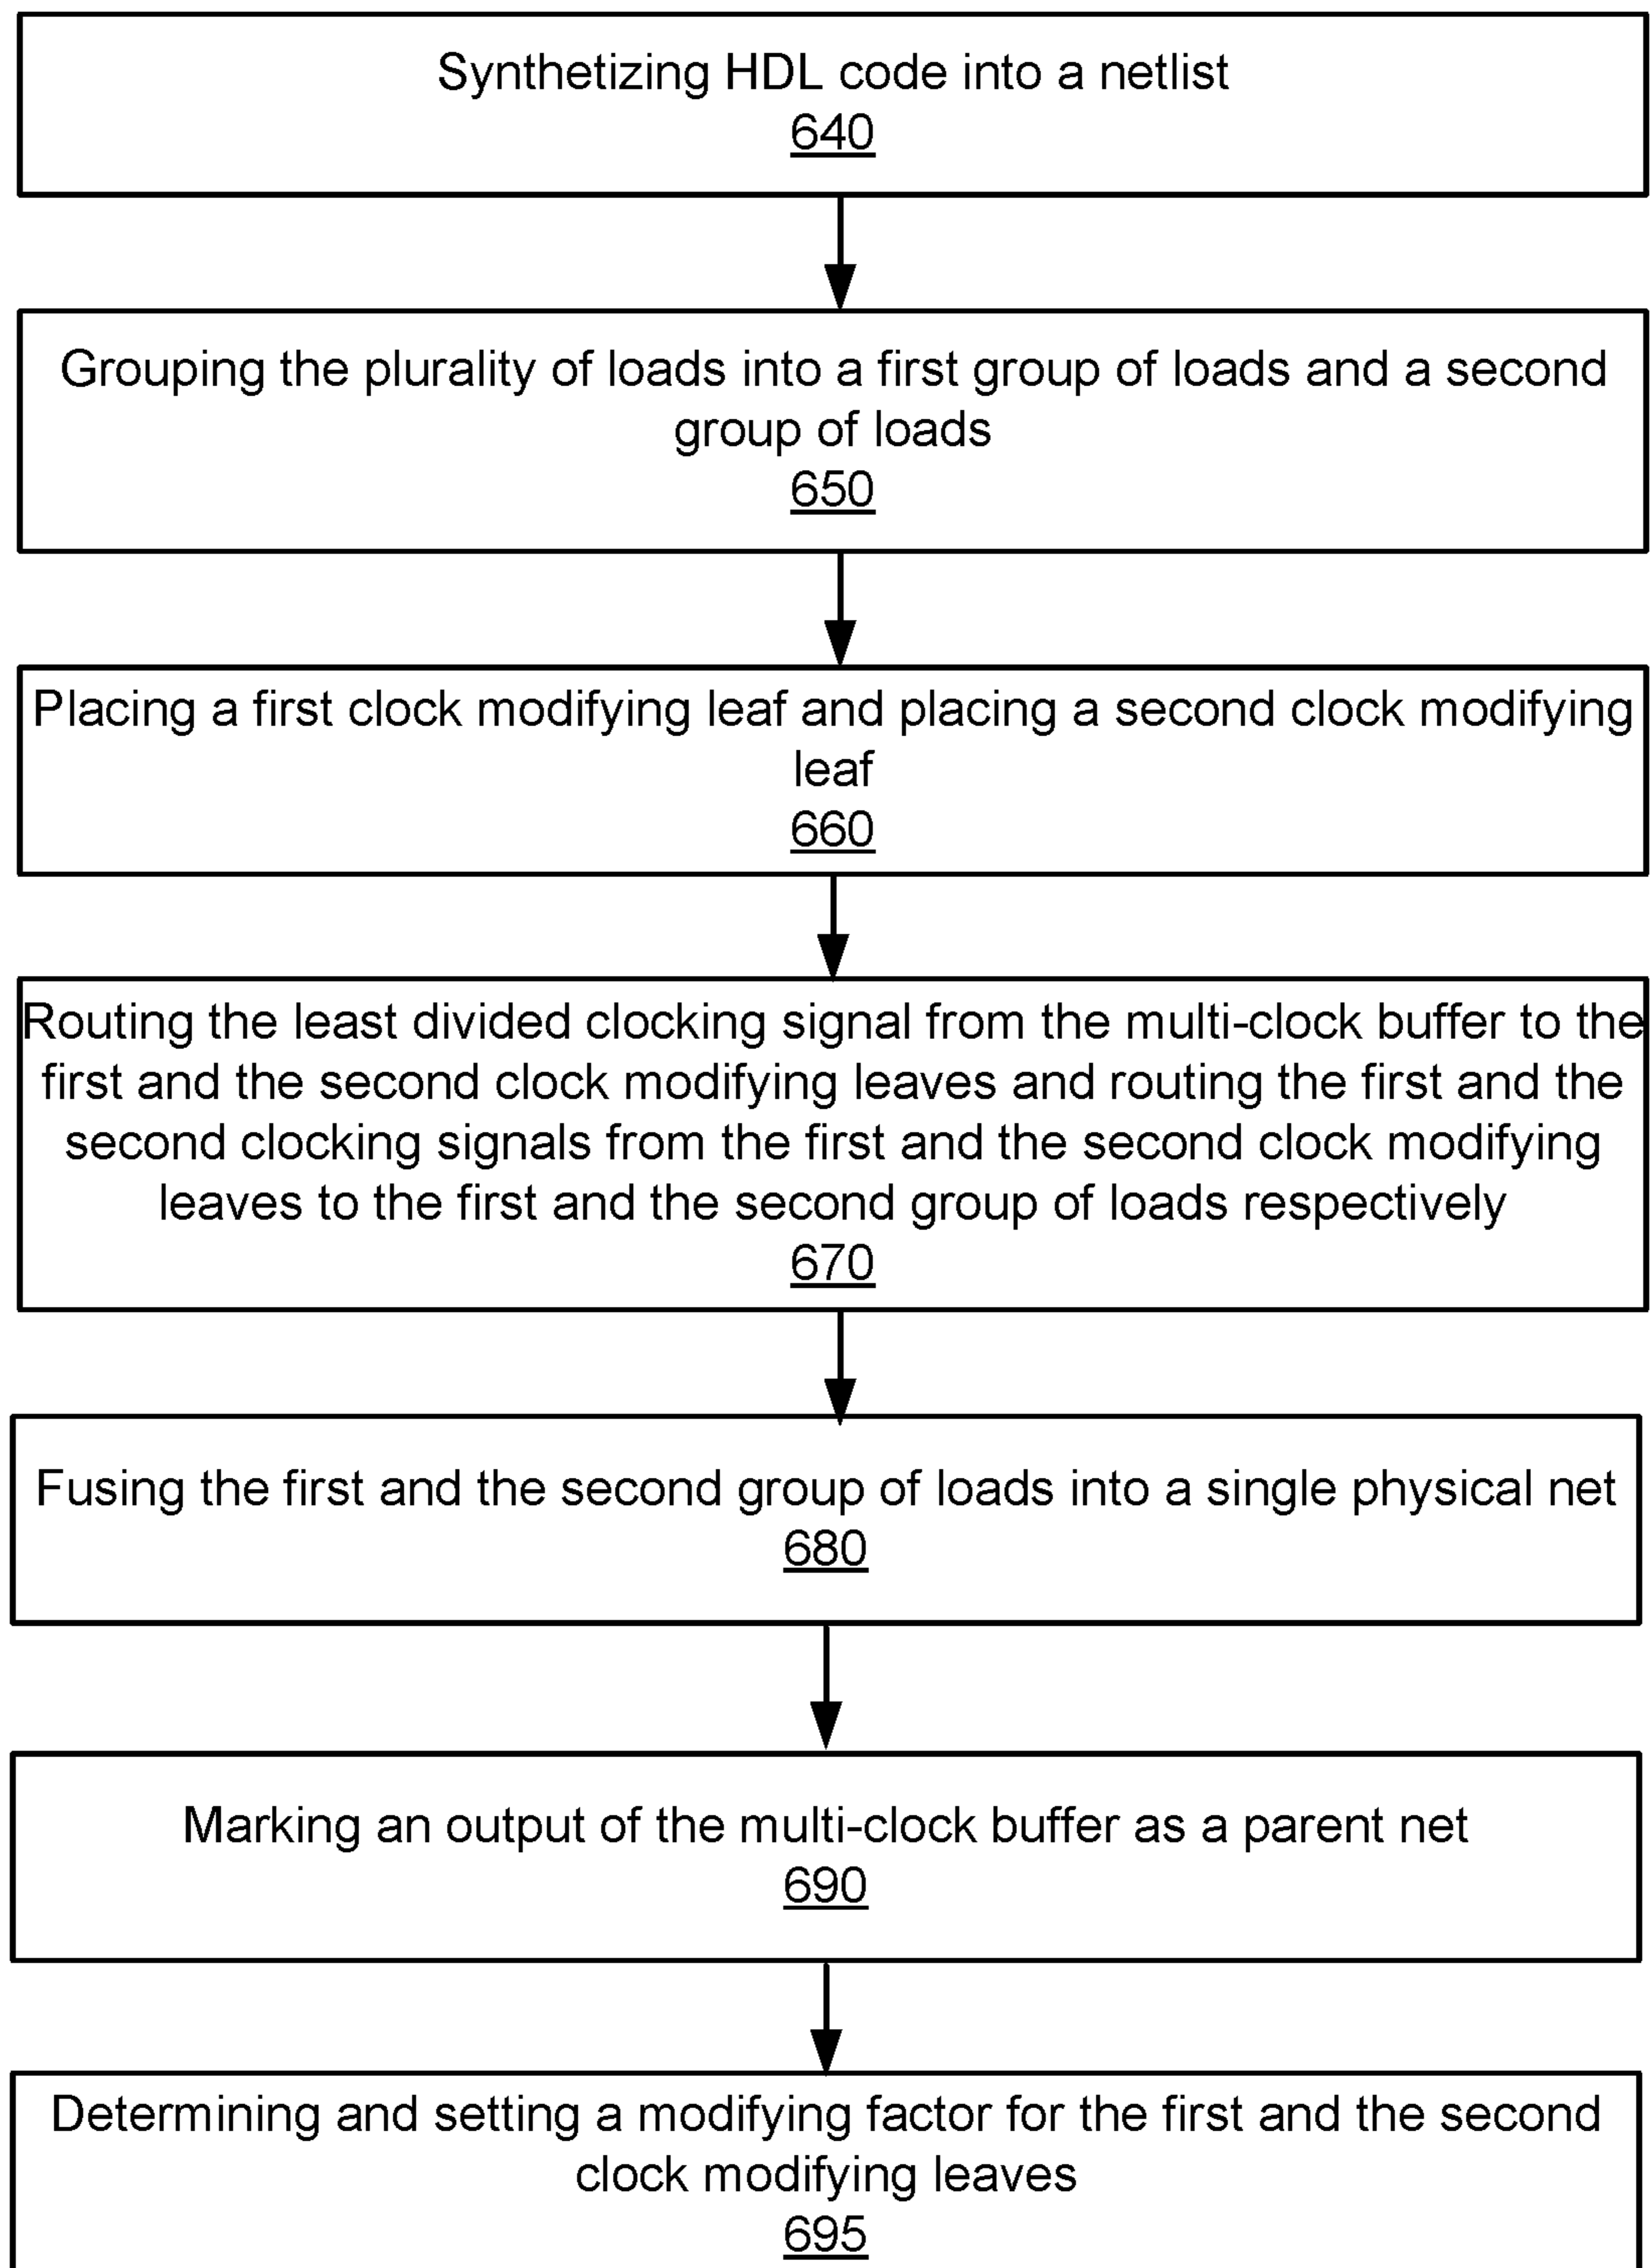 Synthetizing HDL code into a netlist
640
Grouping the plurality of loads into a first group of loads and a second
group of loads
650
Placing a first clock modifying leaf and placing a second clock modifying
leaf
660
Routing the least divided clocking signal from the multi-clock buffer to the
first and the second clock modifying leaves and routing the first and the
second clocking signals from the first and the second clock modifying
leaves to the first and the second group of loads respectively
670
Fusing the first and the second group of loads into a single physical net
680
Marking an output of the multi-clock buffer as a parent net
690
Determining and setting a modifying factor for the first and the second
clock modifying leaves
695